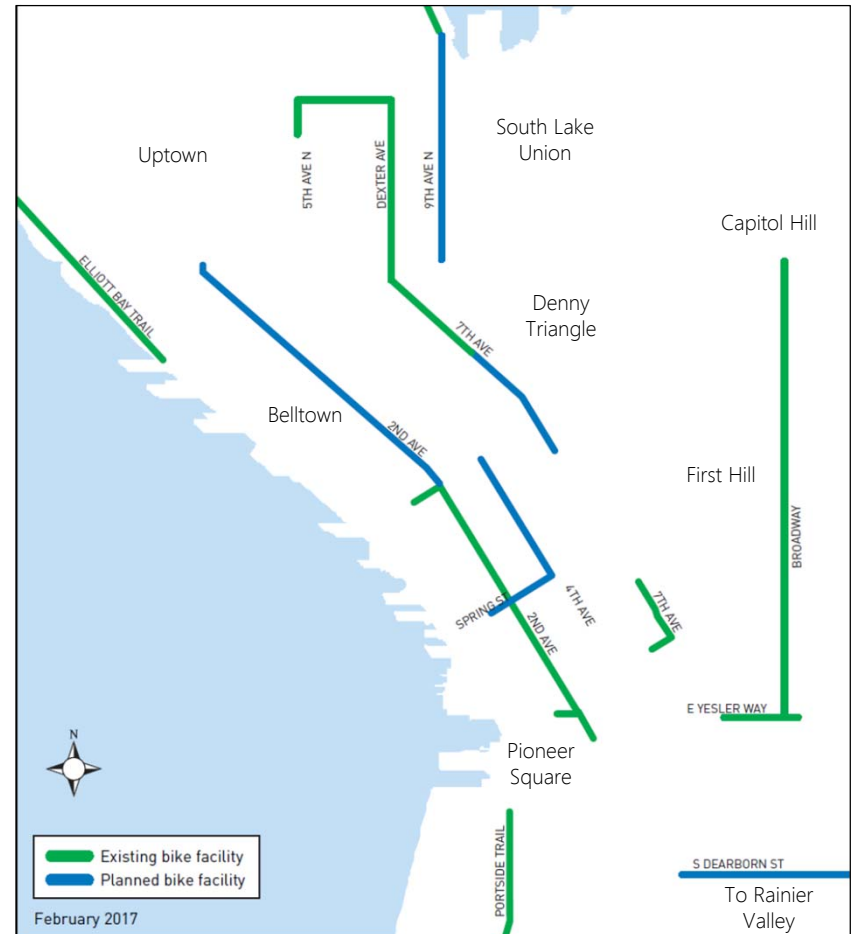 South Lake
Union
Uptown
5TH AVE N
DEXTER AVE
9TH AVE N
Capitol Hill
ELLIOTT BAY TRAIL
Denny
Triangle
7TH AVE
Belltown
2ND AVE
First Hill
BROADWAY
SPRING ST
4TH AVE
7TH AVE
2ND AVE
E YESLER WAY
N
Pioneer
Square
PORTSIDE TRAIL
Existing bike facility
Planned bike facility
S DEARBORN ST
To Rainier
Valley
February 2017